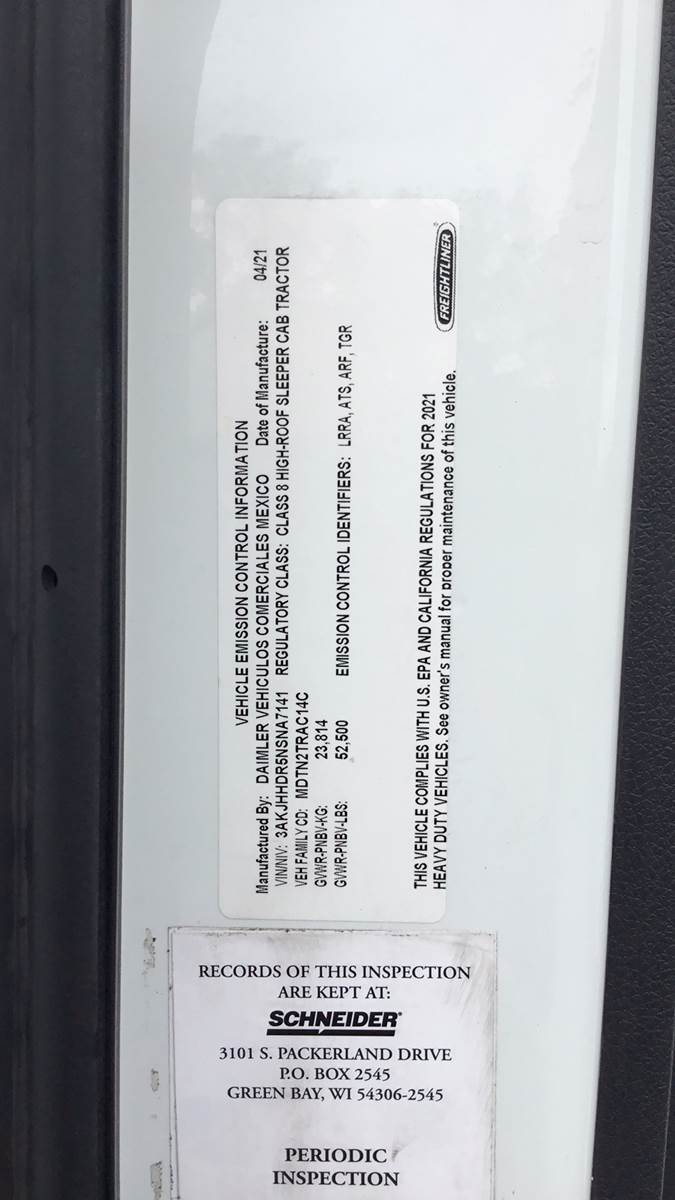 VEHICLE EMISSION CONTROL INFORMATION
Manufactured By: DAIMLER VEHICULOS COMERCIALES MEXICO Date of Manufacture: 04/21
VIN/NIV: 3AKJHHDR5NSNA7141 REGULATORY CLASS: CLASS 8 HIGH-ROOF SLEEPER CAB TRACTOR
VEH FAMILY CD: MDTN2TRAC14C
GVWR-PNBV-KG: 23,814
GVWR-PNBV-LBS: 52,500 EMISSION CONTROL IDENTIFIERS: LRRA, ATS, ARF, TGR
THIS VEHICLE COMPLIES WITH U.S. EPA AND CALIFORNIA REGULATIONS FOR 2021
HEAVY DUTY VEHICLES. See owner's manual for proper maintenance of this vehicle.
FREIGHTLINER®
RECORDS OF THIS INSPECTION
ARE KEPT AT:
SCHNEIDER®
3101 S. PACKERLAND DRIVE
P.O. BOX 2545
GREEN BAY, WI 54306-2545
PERIODIC
INSPECTION